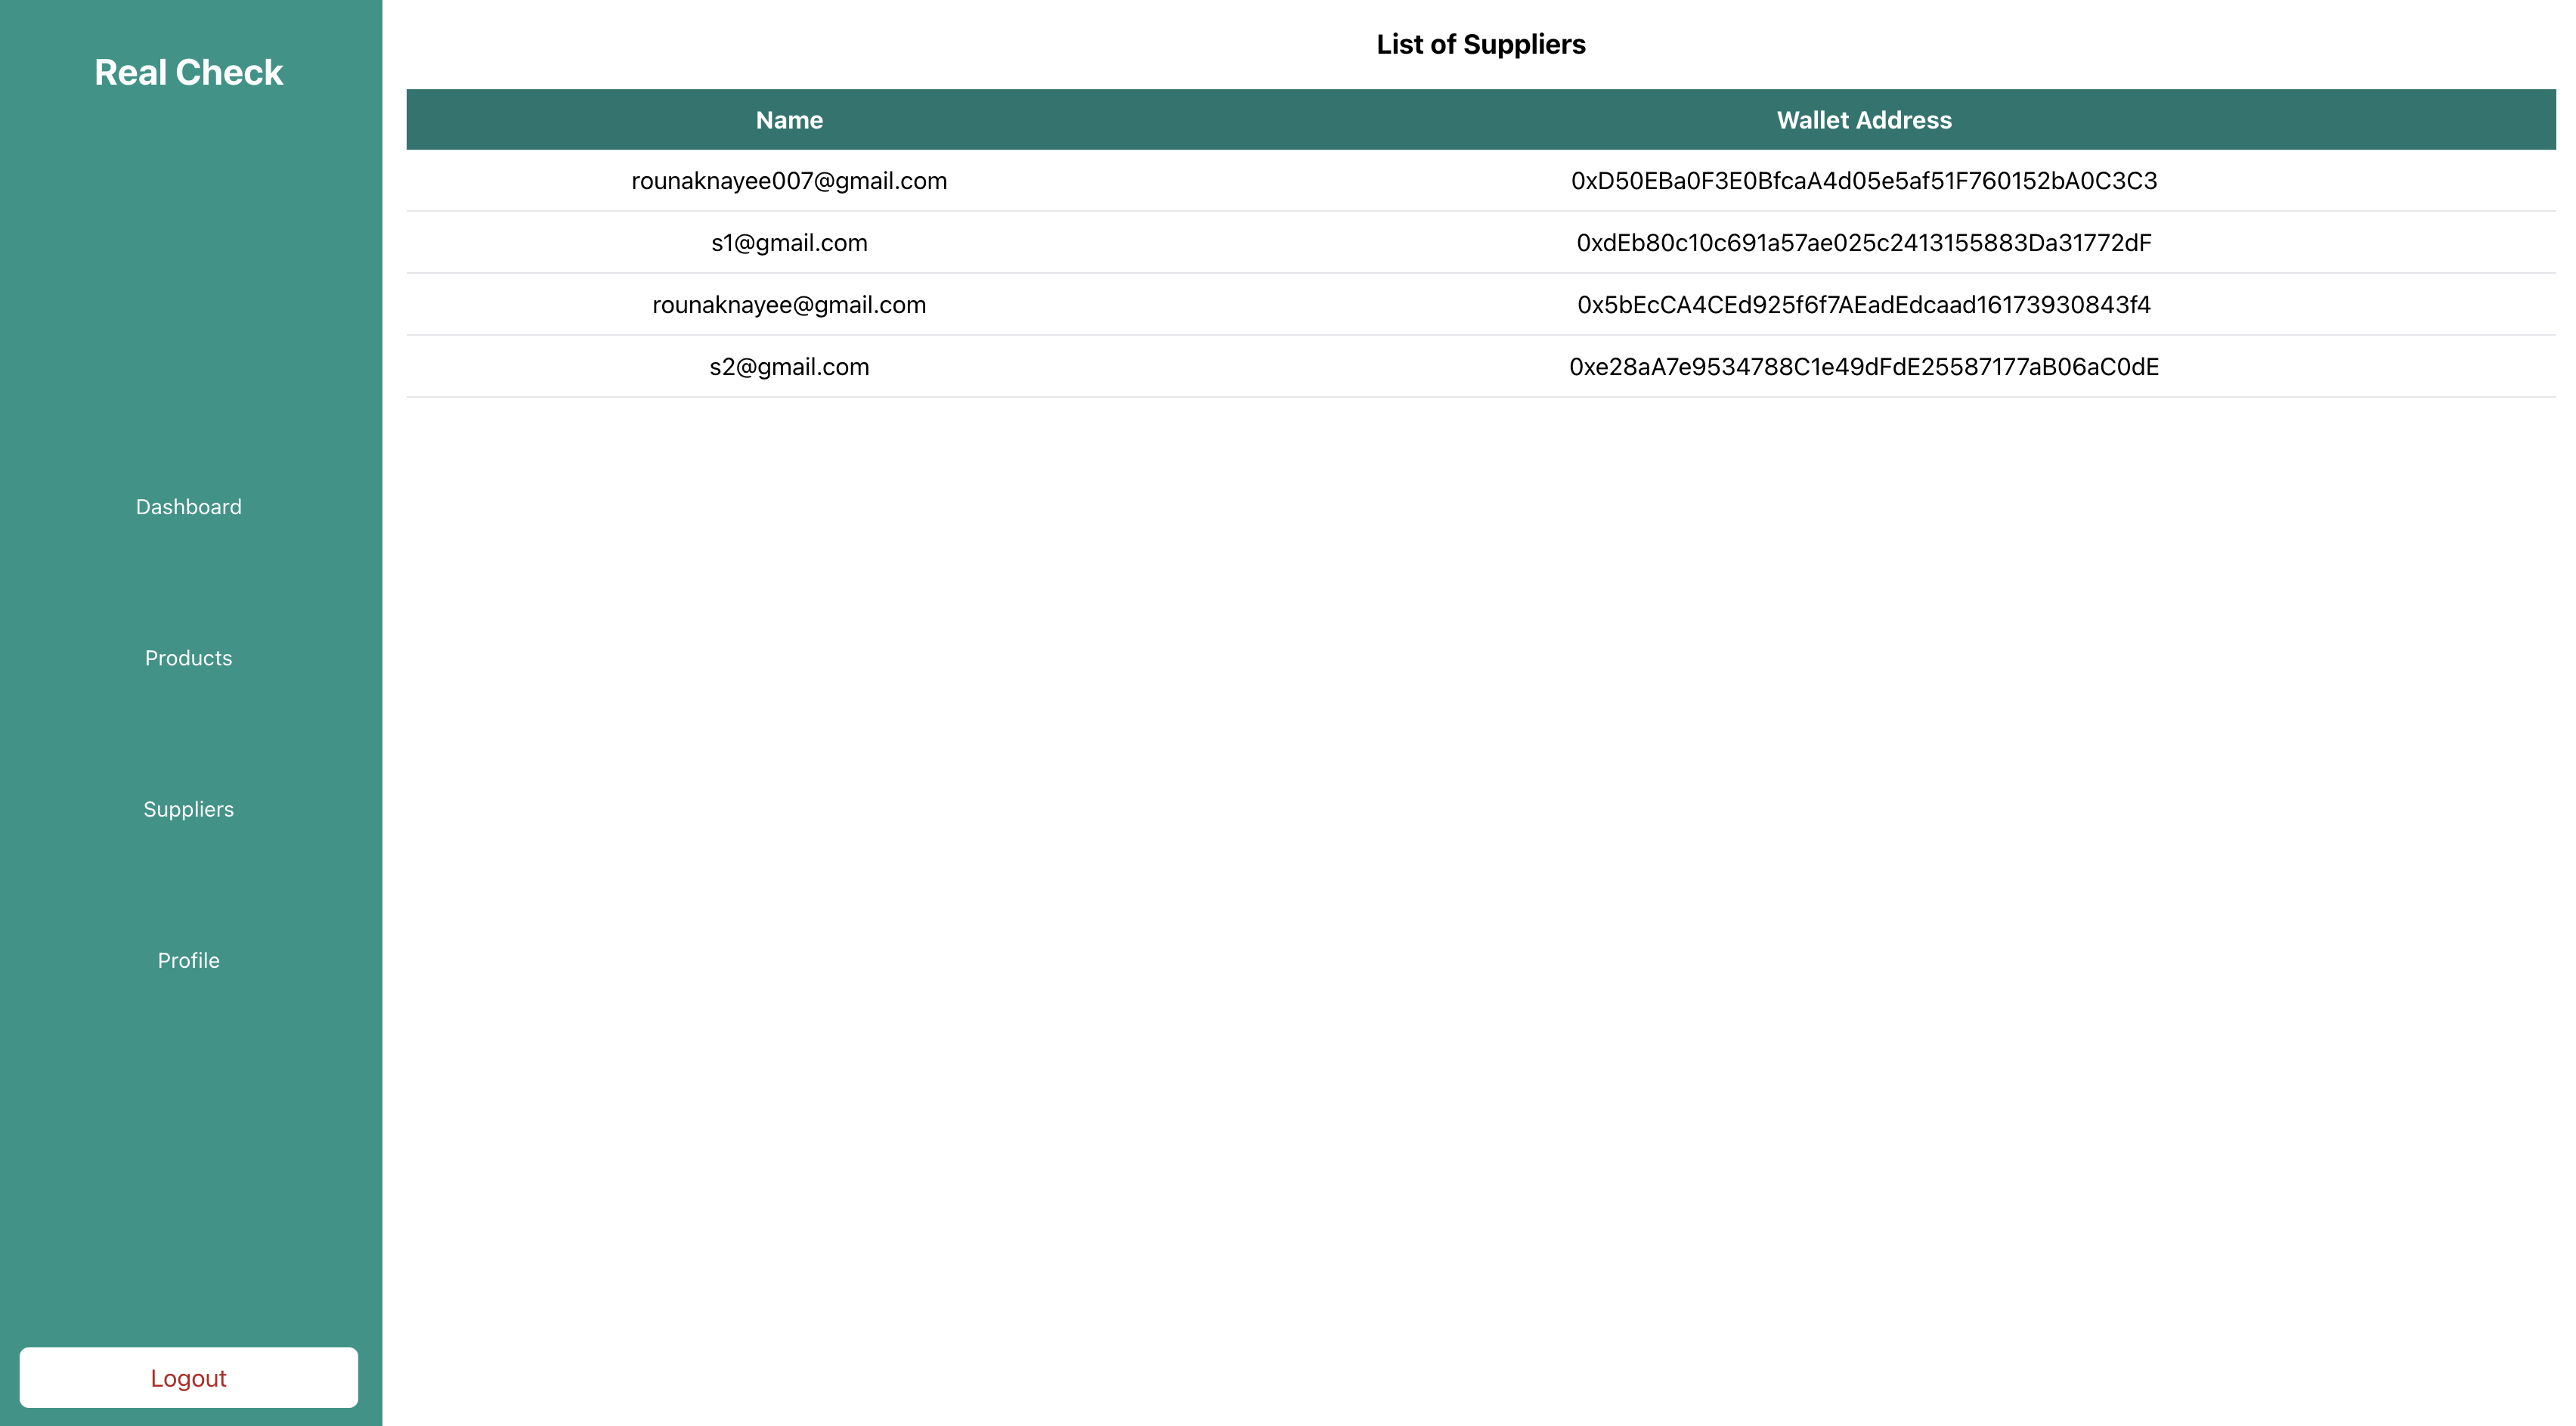 Real Check
Dashboard
Products
Suppliers
Profile
Logout
List of Suppliers
Name Wallet Address
rounaknayee007@gmail.com 0xD50EBa0F3E0BfcaA4d05e5af51F760152bA0C3C3
s1@gmail.com 0xdEb80c10c691a57ae025c2413155883Da31772dF
rounaknayee@gmail.com 0x5bEcCA4CEd925f6f7AEadEdcaad16173930843f4
s2@gmail.com 0xe28aA7e9534788C1e49dFdE25587177aB06aC0dE